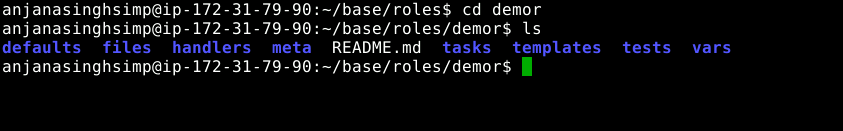 anjanasinghsimp@ip-172-31-79-90:~/base/roles$ cd demor
anjanasinghsimp@ip-172-31-79-90:~/base/roles/demor$ ls
defaults  files  handlers  meta  README.md  tasks  templates  tests  vars
anjanasinghsimp@ip-172-31-79-90:~/base/roles/demor$